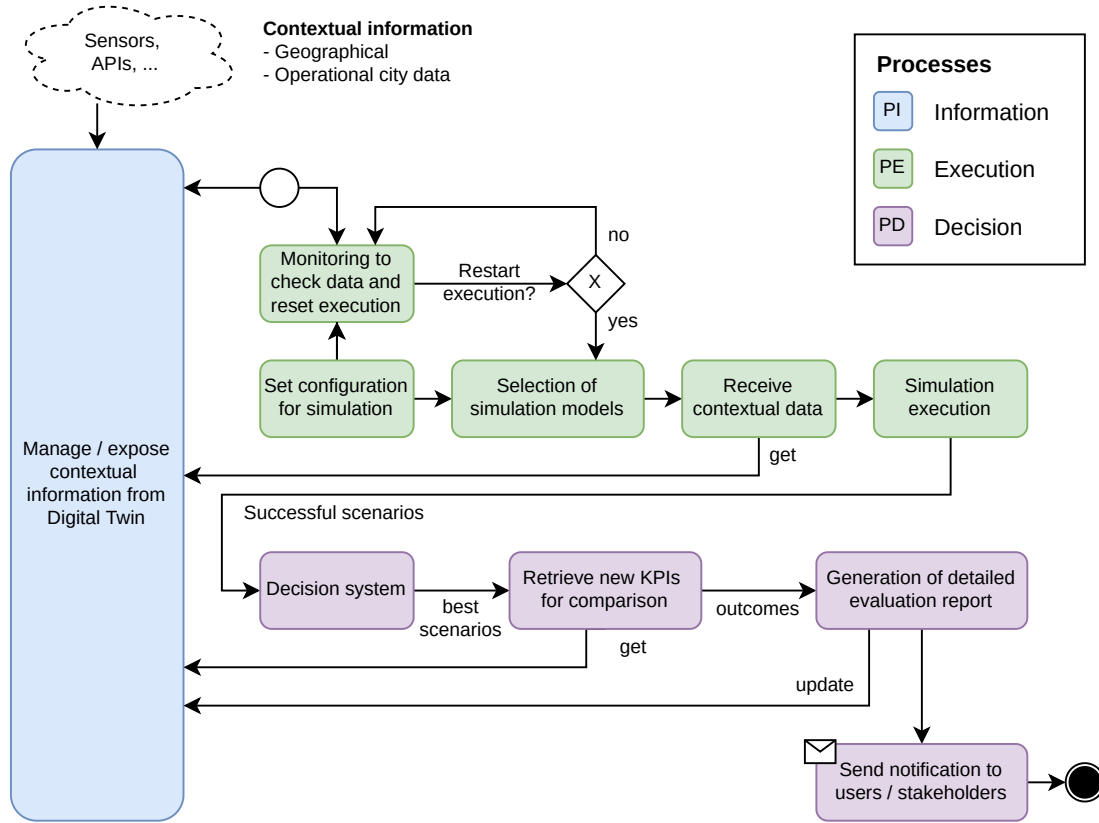 Sensors,
APIs, ...
Contextual information
- Geographical
- Operational city data
Processes
PI Information
PE Execution
PD Decision
no
Monitoring to
check data and
reset execution
Restart
execution?
X
yes
Set configuration
for simulation
Selection of
simulation models
Receive
contextual data
Simulation
execution
get
Manage / expose
contextual
information from
Digital Twin
Successful scenarios
Decision system
best
scenarios
Retrieve new KPIs
for comparison
outcomes
Generation of detailed
evaluation report
get
update
Send notification to
users / stakeholders